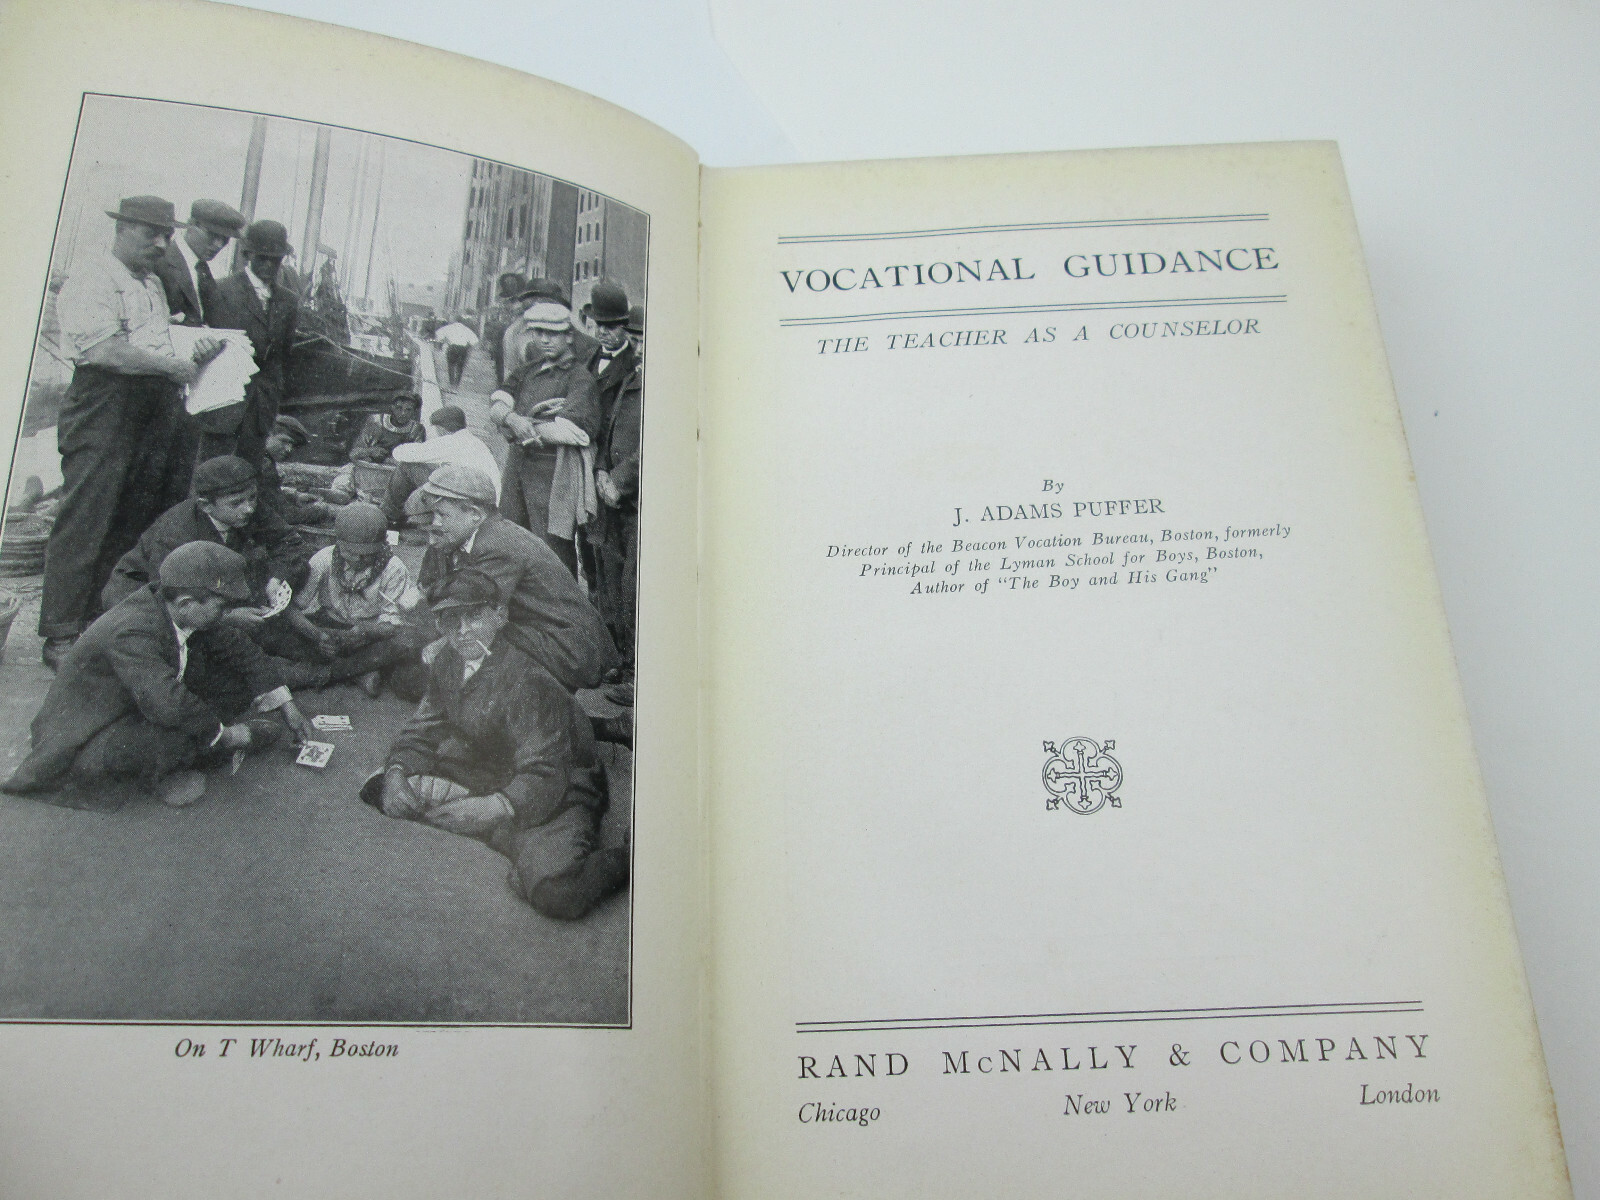 On T Wharf, Boston
VOCATIONAL GUIDANCE
THE TEACHER AS A COUNSELOR
By
J. ADAMS PUFFER
Director of the Beacon Vocation Bureau, Boston, formerly
Principal of the Lyman School for Boys, Boston,
Author of "The Boy and His Gang"
RAND McNALLY & COMPANY
Chicago New York London